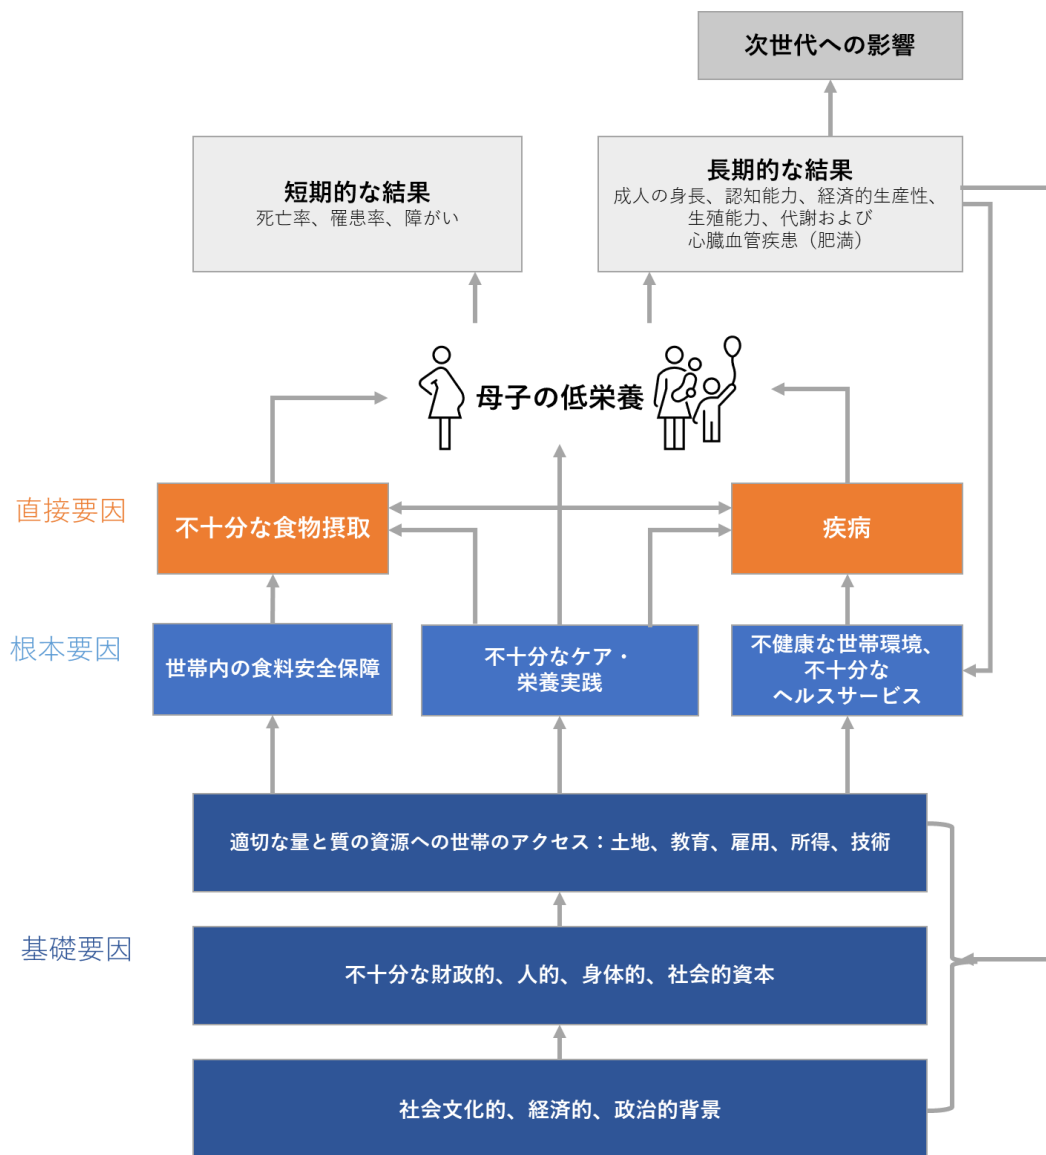 次世代への影響
短期的な結果
死亡率、罹患率、障がい
長期的な結果
成人の身長、認知能力、経済的生産性、
生殖能力、代謝および
心臓血管疾患（肥満）
母子の低栄養
直接要因
不十分な食物摂取
疾病
根本要因
世帯内の食料安全保障
不十分なケア・
栄養実践
不健康な世帯環境、
不十分な
ヘルスサービス
適切な量と質の資源への世帯のアクセス：土地、教育、雇用、所得、技術
基礎要因
不十分な財政的、人的、身体的、社会的資本
社会文化的、経済的、政治的背景